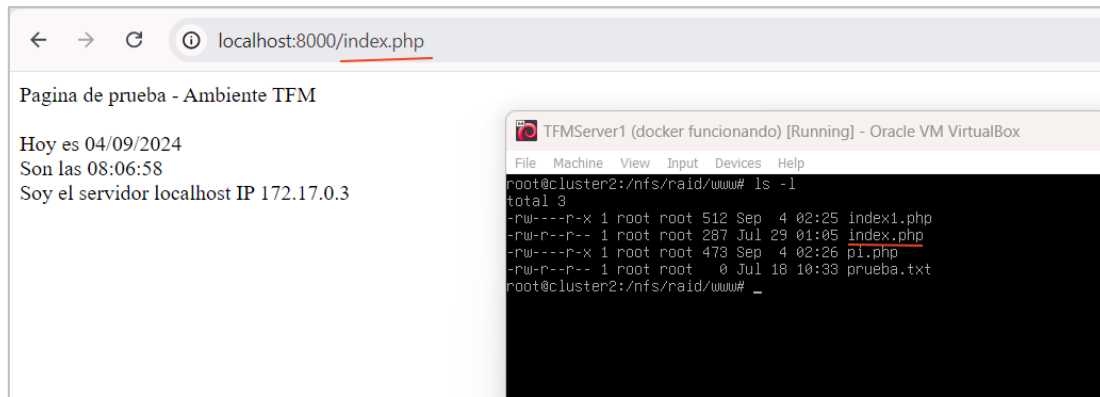 localhost:8000/index.php
Pagina de prueba - Ambiente TFM
Hoy es 04/09/2024
Son las 08:06:58
Soy el servidor localhost IP 172.17.0.3
TFMServer1 (docker funcionando) [Running] - Oracle VM VirtualBox
File Machine View Input Devices Help
root@cluster2:/nfs/raid/www# ls -l
total 3
-rw----r-x 1 root root 512 Sep  4 02:25 index1.php
-rw-r--r-- 1 root root 287 Jul 29 01:05 index.php
-rw----r-x 1 root root 473 Sep  4 02:26 pi.php
-rw-r--r-- 1 root root   0 Jul 18 10:33 prueba.txt
root@cluster2:/nfs/raid/www# _